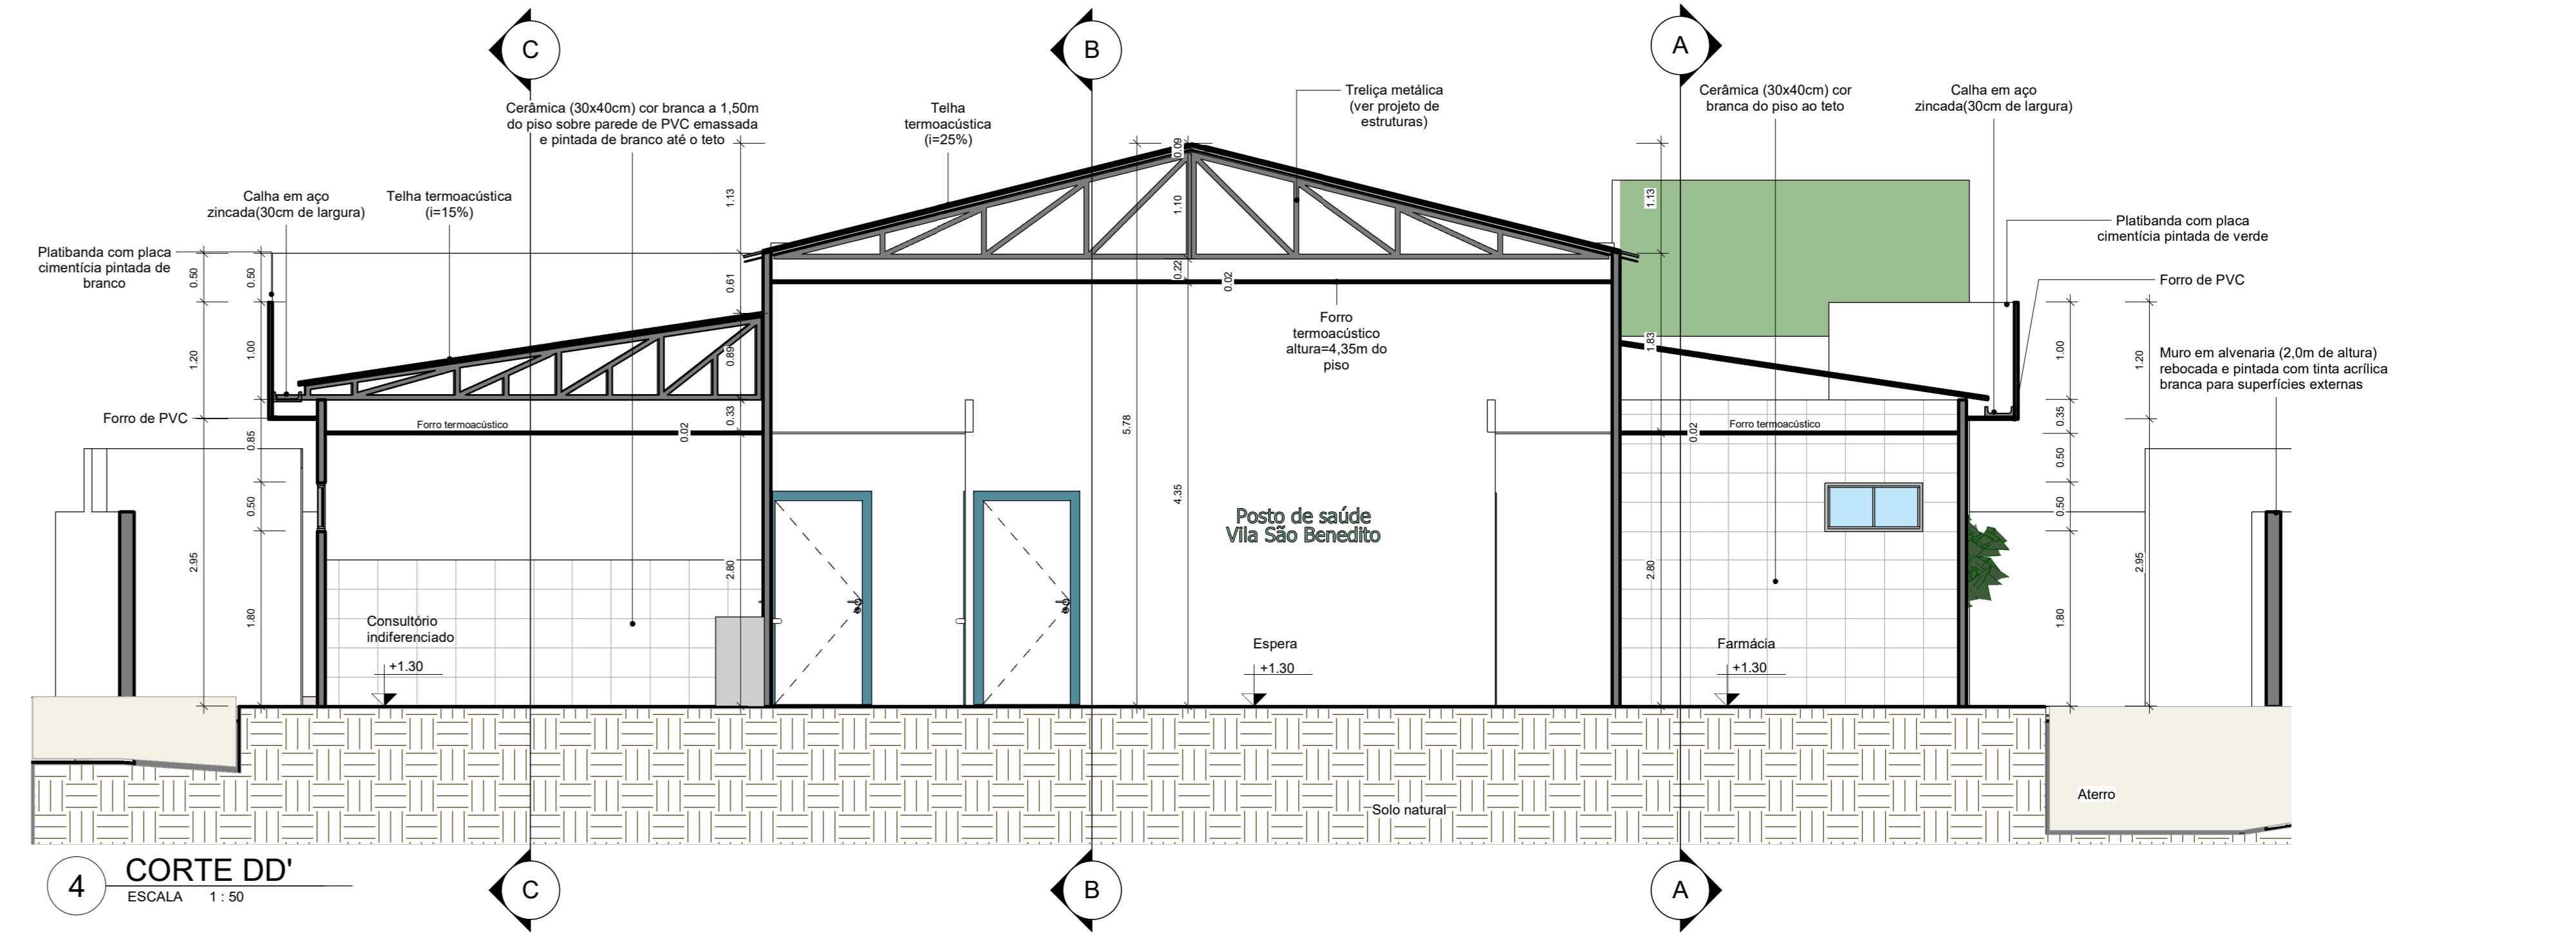 C
B
A
Cerâmica (30x40cm) cor branca a 1,50m
do piso sobre parede de PVC emassada
e pintada de branco até o teto
Telha
termoacústica
(i=25%)
Treliça metálica
(ver projeto de
estruturas)
Cerâmica (30x40cm) cor
branca do piso ao teto
Calha em aço
zincada(30cm de largura)
Calha em aço
zincada(30cm de largura)
Telha termoacústica
(i=15%)
Platibanda com placa
cimentícia pintada de
branco
Platibanda com placa
cimentícia pintada de verde
Forro de PVC
Muro em alvenaria (2,0m de altura)
rebocada e pintada com tinta acrílica
branca para superfícies externas
Forro
termoacústico
altura=4,35m do
piso
Forro de PVC
Forro termoacústico
Forro termoacústico
0.50
1.20
2.95
0.50
1.00
0.85
0.50
1.80
1.13
0.61
0.89
0.33
0.02
2.80
5.78
0.09
1.10
0.22
0.02
4.35
1.13
1.83
0.02
2.80
1.00
0.35
0.50
0.50
1.80
1.20
2.95
Posto de saúde
Vila São Benedito
Consultório
indiferenciado
+1.30
Espera
+1.30
Farmácia
+1.30
Solo natural
Aterro
4
CORTE DD'
ESCALA 1 : 50
C
B
A